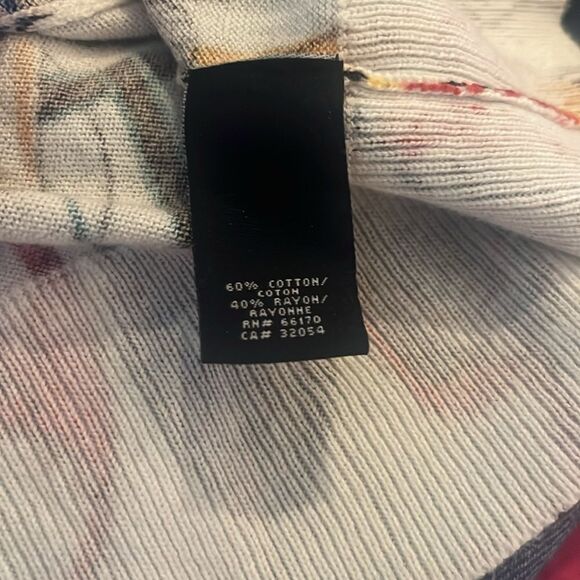 60% COTTON/
COTON
40% RAYON/
RAYONNE
RN# 66170
CA# 32054